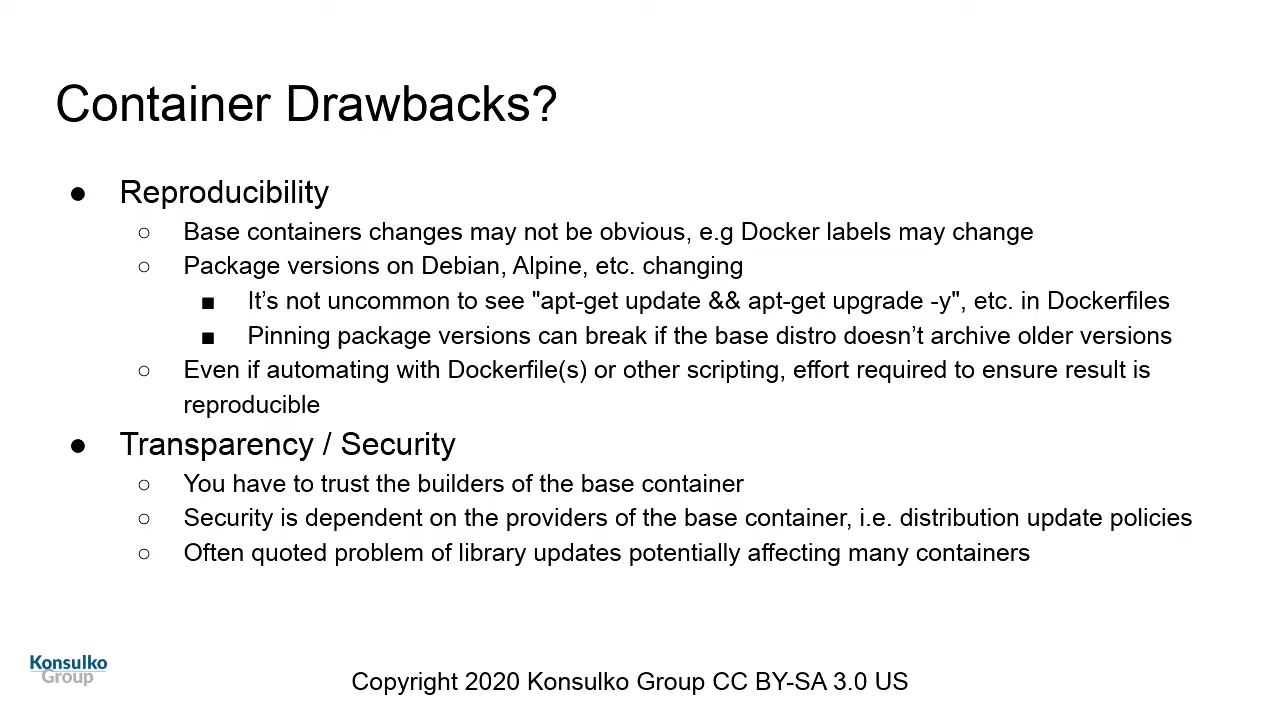 Container Drawbacks?
● Reproducibility
○ Base containers changes may not be obvious, e.g Docker labels may change
○ Package versions on Debian, Alpine, etc. changing
■ It’s not uncommon to see "apt-get update && apt-get upgrade -y", etc. in Dockerfiles
■ Pinning package versions can break if the base distro doesn’t archive older versions
○ Even if automating with Dockerfile(s) or other scripting, effort required to ensure result is
reproducible
● Transparency / Security
○ You have to trust the builders of the base container
○ Security is dependent on the providers of the base container, i.e. distribution update policies
○ Often quoted problem of library updates potentially affecting many containers
Konsulko
Group
Copyright 2020 Konsulko Group CC BY-SA 3.0 US